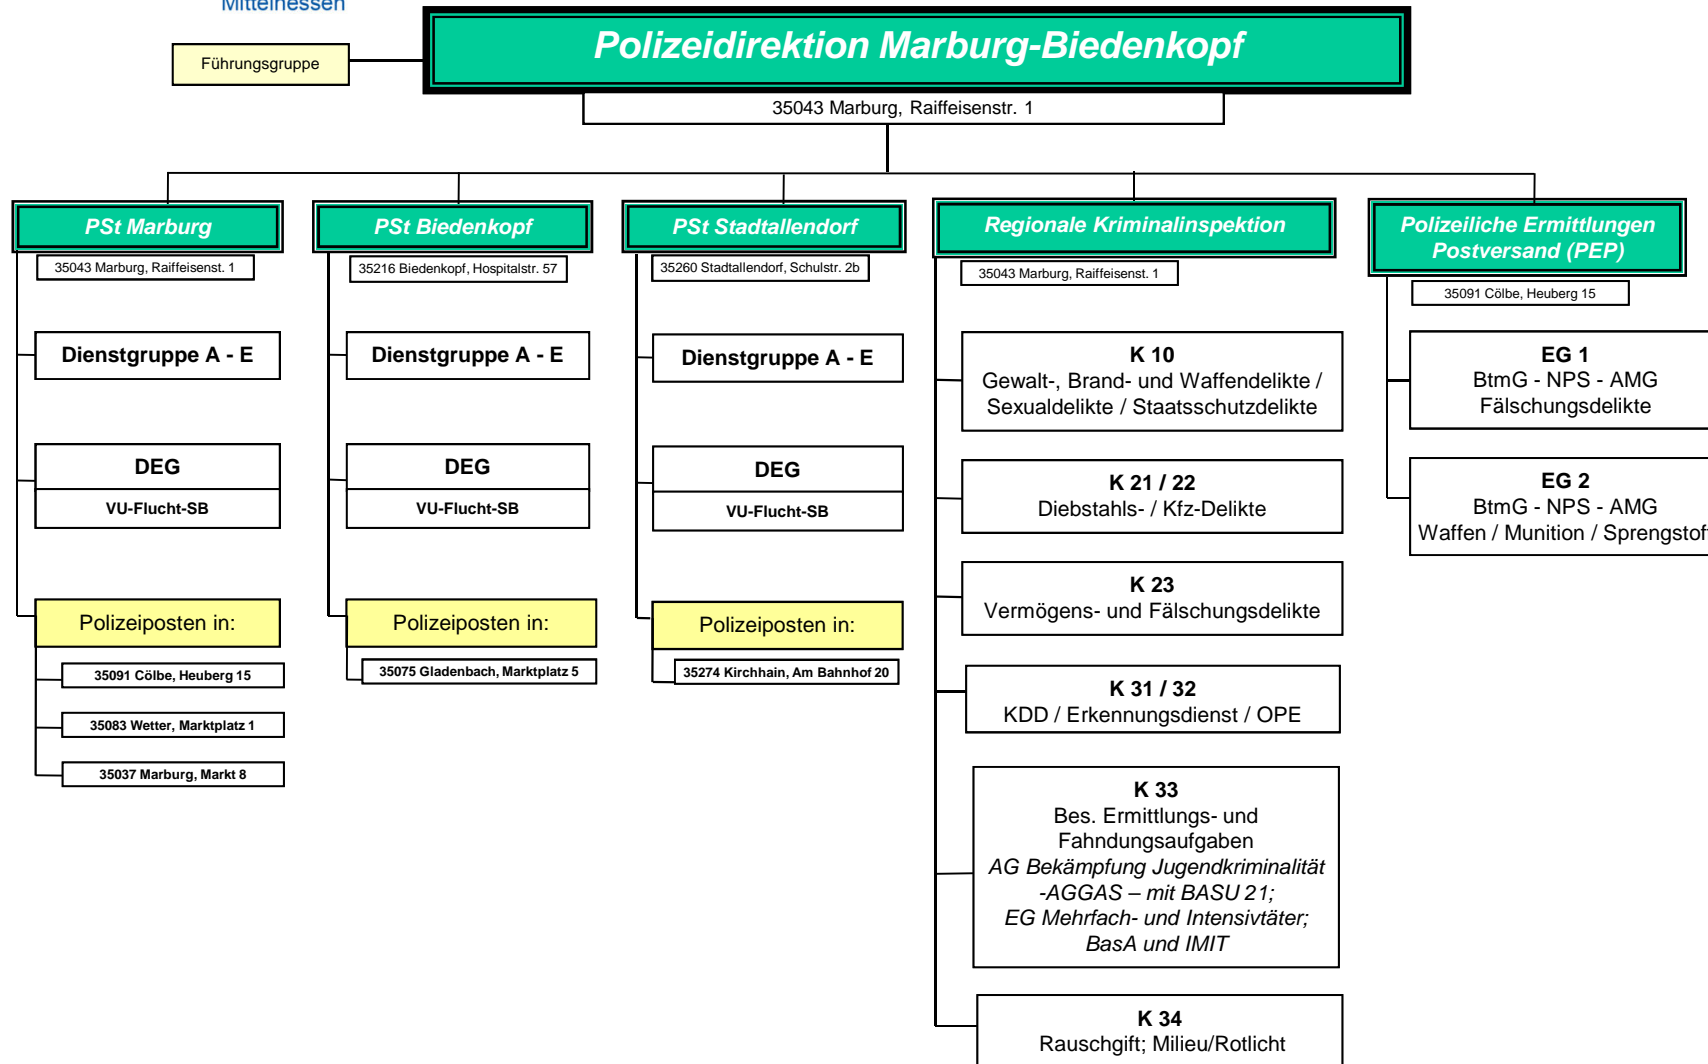 Mittelhessen
Polizeidirektion Marburg-Biedenkopf
Führungsgruppe
35043 Marburg, Raiffeisenstr. 1
PSt Marburg
35043 Marburg, Raiffeisenst. 1
Dienstgruppe A - E
DEG
VU-Flucht-SB
Polizeiposten in:
35091 Cölbe, Heuberg 15
35083 Wetter, Marktplatz 1
35037 Marburg, Markt 8
PSt Biedenkopf
35216 Biedenkopf, Hospitalstr. 57
Dienstgruppe A - E
DEG
VU-Flucht-SB
Polizeiposten in:
35075 Gladenbach, Marktplatz 5
PSt Stadtallendorf
35260 Stadtallendorf, Schulstr. 2b
Dienstgruppe A - E
DEG
VU-Flucht-SB
Polizeiposten in:
35274 Kirchhain, Am Bahnhof 20
Regionale Kriminalinspektion
35043 Marburg, Raiffeisenst. 1
K 10
Gewalt-, Brand- und Waffendelikte /
Sexualdelikte / Staatsschutzdelikte
K 21 / 22
Diebstahls- / Kfz-Delikte
K 23
Vermögens- und Fälschungsdelikte
K 31 / 32
KDD / Erkennungsdienst / OPE
K 33
Bes. Ermittlungs- und
Fahndungsaufgaben
AG Bekämpfung Jugendkriminalität
-AGGAS – mit BASU 21;
EG Mehrfach- und Intensivtäter;
BasA und IMIT
K 34
Rauschgift; Milieu/Rotlicht
Polizeiliche Ermittlungen
Postversand (PEP)
35091 Cölbe, Heuberg 15
EG 1
BtmG - NPS - AMG
Fälschungsdelikte
EG 2
BtmG - NPS - AMG
Waffen / Munition / Sprengstoff